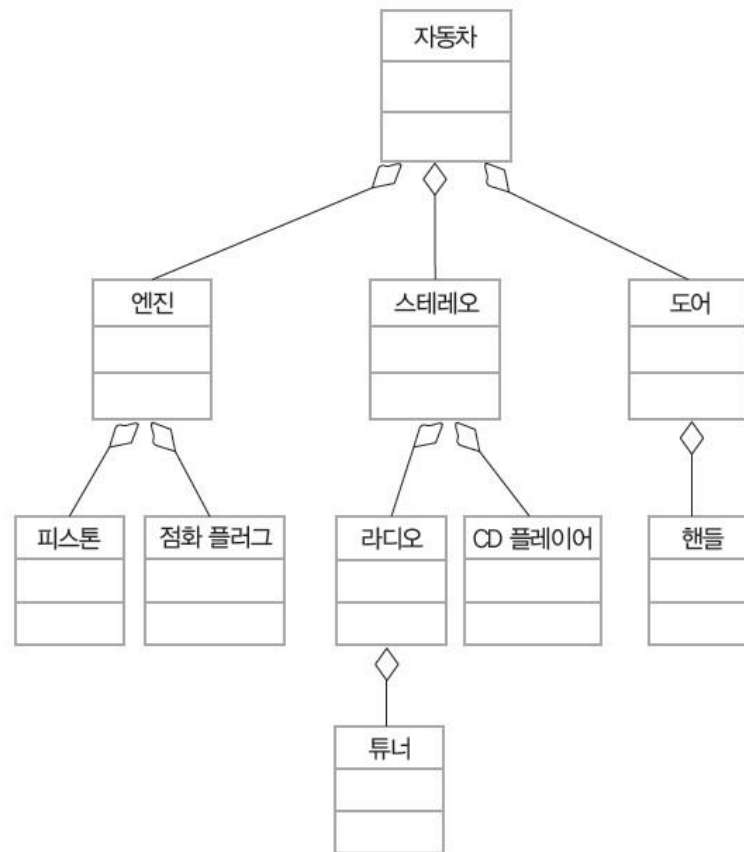 자동차
엔진
스테레오
도어
피스톤
점화 플러그
라디오
CD 플레이어
핸들
튜너